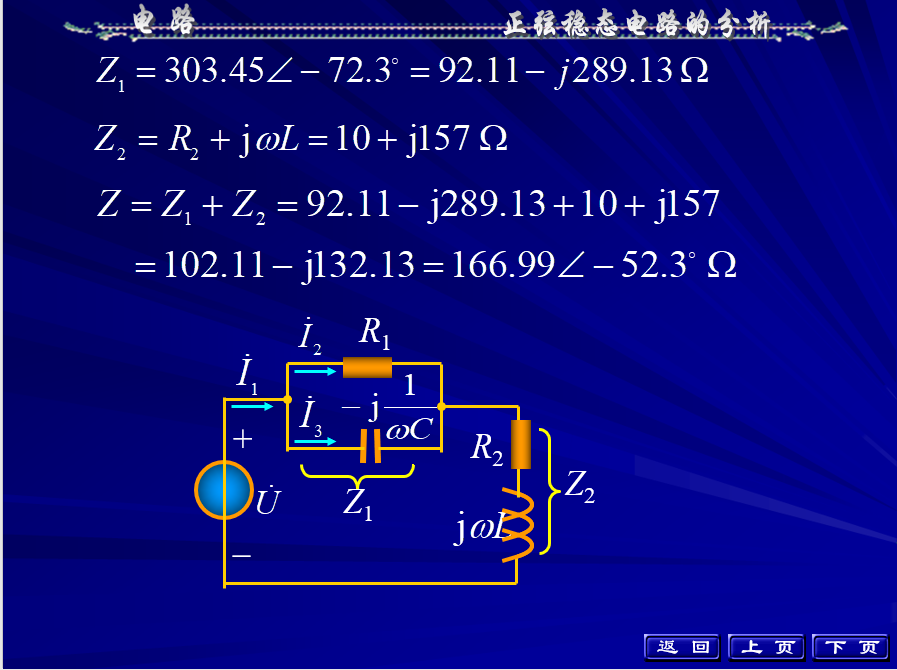 电路
正弦稳态电路的分析
Z₁ = 303.45∠− 72.3° = 92.11− j289.13 Ω
Z₂ = R₂ + jωL = 10 + j157 Ω
Z = Z₁ + Z₂ = 92.11− j289.13 +10 + j157
= 102.11− j132.13 = 166.99∠− 52.3° Ω
İ₂
R₁
İ₁
İ₃
− j 1/ωC
+
R₂
Z₂
U̇
Z₁
jωL
−
返回
上页
下页